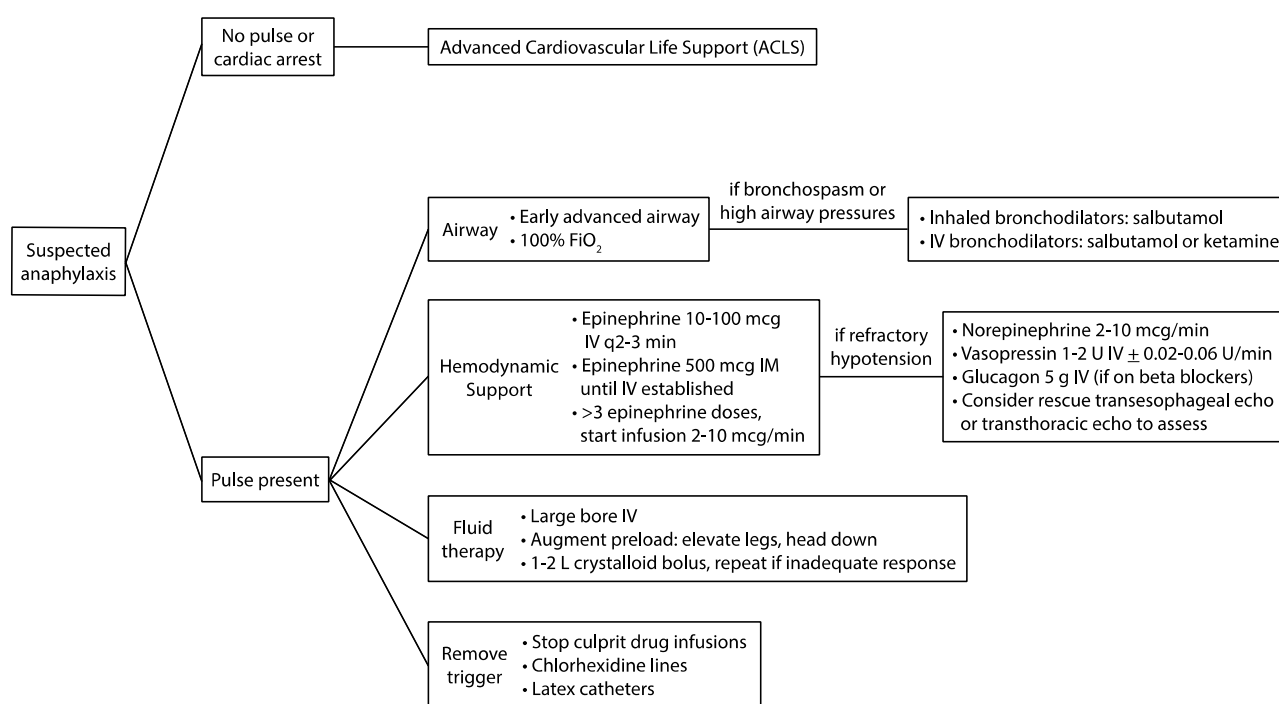 No pulse or
cardiac arrest
Advanced Cardiovascular Life Support (ACLS)
Suspected
anaphylaxis
Pulse present
Airway
• Early advanced airway
• 100% FiO₂
if bronchospasm or
high airway pressures
• Inhaled bronchodilators: salbutamol
• IV bronchodilators: salbutamol or ketamine
Hemodynamic
Support
• Epinephrine 10-100 mcg
IV q2-3 min
• Epinephrine 500 mcg IM
until IV established
• >3 epinephrine doses,
start infusion 2-10 mcg/min
if refractory
hypotension
• Norepinephrine 2-10 mcg/min
• Vasopressin 1-2 U IV ± 0.02-0.06 U/min
• Glucagon 5 g IV (if on beta blockers)
• Consider rescue transesophageal echo
or transthoracic echo to assess
Fluid
therapy
• Large bore IV
• Augment preload: elevate legs, head down
• 1-2 L crystalloid bolus, repeat if inadequate response
Remove
trigger
• Stop culprit drug infusions
• Chlorhexidine lines
• Latex catheters